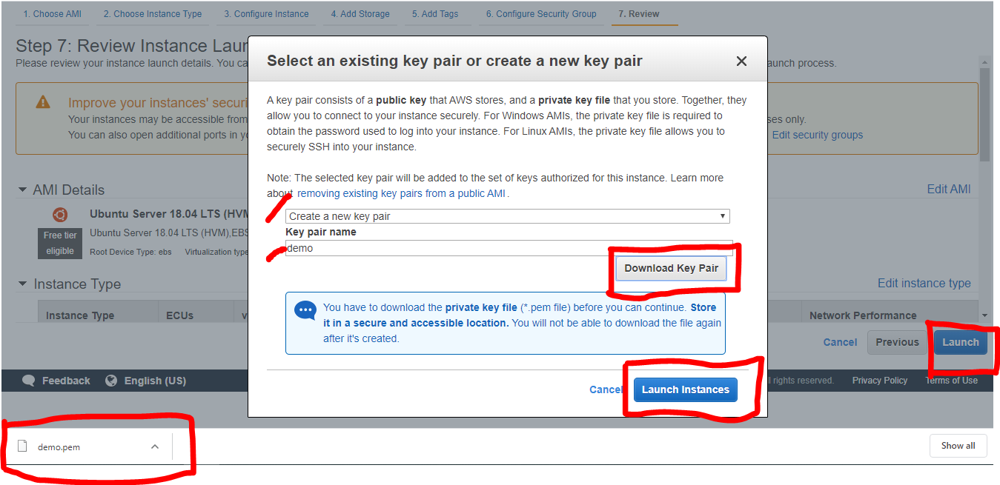 1. Choose AMI 2. Choose Instance Type 3. Configure Instance 4. Add Storage 5. Add Tags 6. Configure Security Group 7. Review
Step 7: Review Instance Laun
Please review your instance launch details. You ca
aunch process.
Improve your instances' securi
Your instances may be accessible from
ses only.
You can also open additional ports in yo
Edit security groups
AMI Details
Edit AMI
Ubuntu Server 18.04 LTS (HVM
Free tier
eligible
Ubuntu Server 18.04 LTS (HVM),EBS
Root Device Type: ebs Virtualization type
Instance Type
Edit instance type
Instance Type ECUs v
Network Performance
Cancel Previous Launch
Feedback English (US)
ll rights reserved. Privacy Policy Terms of Use
Select an existing key pair or create a new key pair
A key pair consists of a public key that AWS stores, and a private key file that you store. Together, they
allow you to connect to your instance securely. For Windows AMIs, the private key file is required to
obtain the password used to log into your instance. For Linux AMIs, the private key file allows you to
securely SSH into your instance.
Note: The selected key pair will be added to the set of keys authorized for this instance. Learn more
about removing existing key pairs from a public AMI.
Create a new key pair
Key pair name
demo
Download Key Pair
You have to download the private key file (*.pem file) before you can continue. Store
it in a secure and accessible location. You will not be able to download the file again
after it's created.
Cancel Launch Instances
demo.pem
Show all